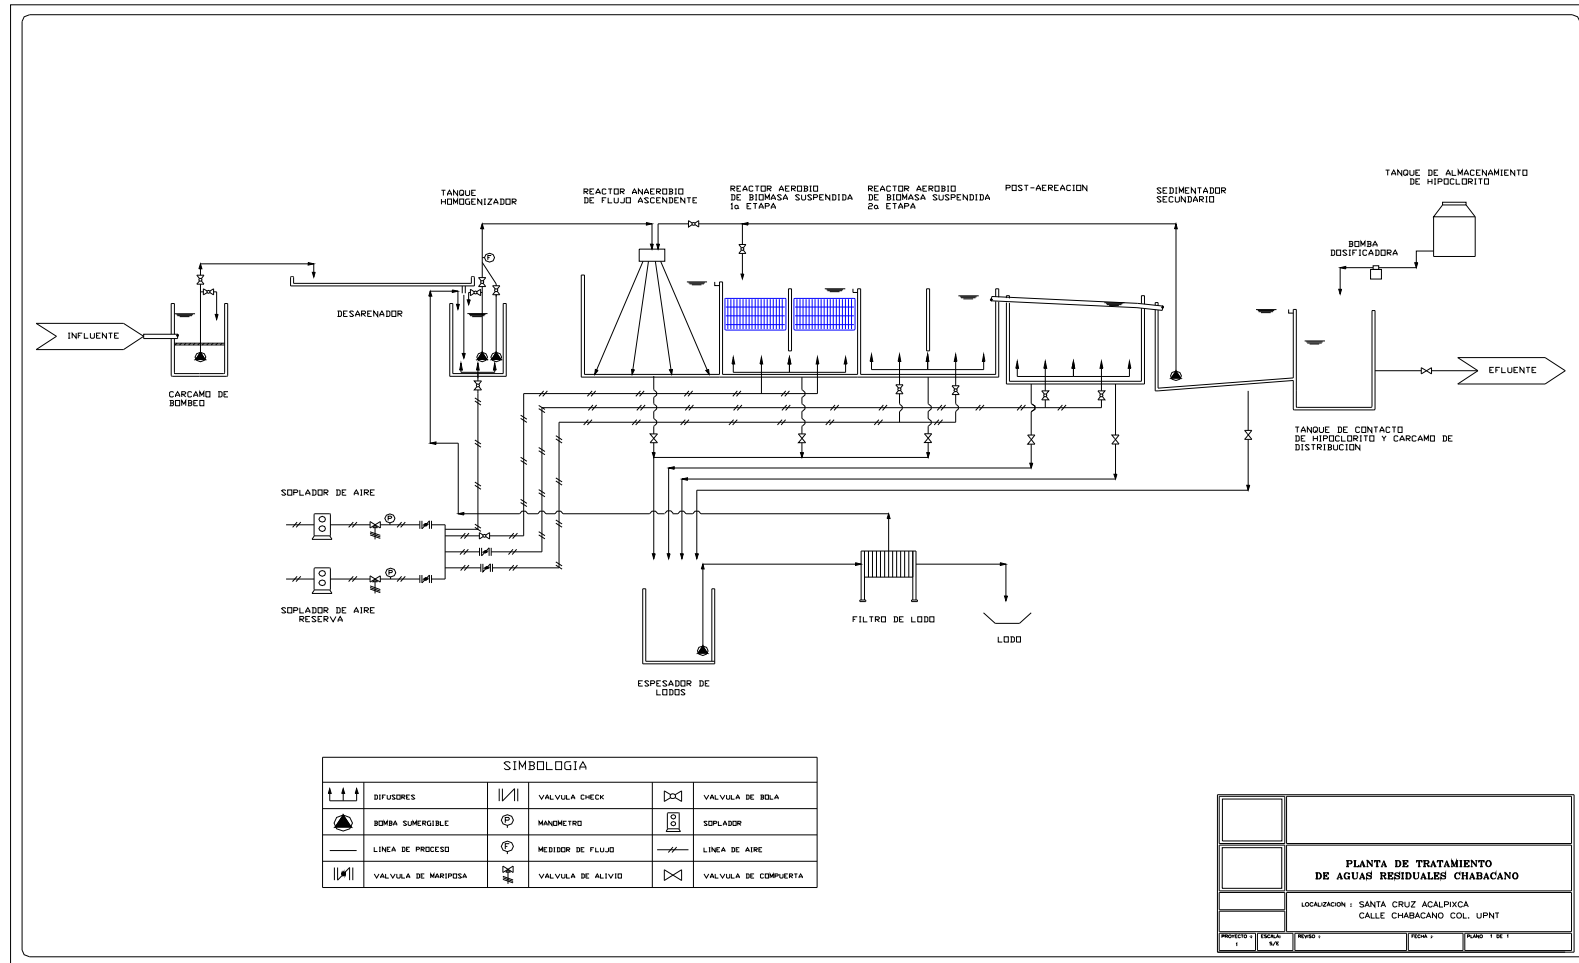 TANQUE DE ALMACENAMIENTO
DE HIPOCLORITO
TANQUE
HOMOGENIZADOR
REACTOR ANAEROBIO
DE FLUJO ASCENDENTE
REACTOR AEROBIO
DE BIOMASA SUSPENDIDA
1a ETAPA
REACTOR AEROBIO
DE BIOMASA SUSPENDIDA
2a ETAPA
POST-AEREACION
SEDIMENTADOR
SECUNDARIO
BOMBA
DOSIFICADORA
F
DESARENADOR
INFLUENTE
EFLUENTE
CARCAMO DE
BOMBEO
TANQUE DE CONTACTO
DE HIPOCLORITO Y CARCAMO DE
DISTRIBUCION
SOPLADOR DE AIRE
P
P
SOPLADOR DE AIRE
RESERVA
FILTRO DE LODO
LODO
ESPESADOR DE
LODOS
SIMBOLOGIA
DIFUSORES
VALVULA CHECK
VALVULA DE BOLA
BOMBA SUMERGIBLE
P
MANOMETRO
SOPLADOR
LINEA DE PROCESO
F
MEDIDOR DE FLUJO
LINEA DE AIRE
VALVULA DE MARIPOSA
VALVULA DE ALIVIO
VALVULA DE COMPUERTA
PLANTA DE TRATAMIENTO
DE AGUAS RESIDUALES CHABACANO
LOCALIZACION : SANTA CRUZ ACALPIXCA
CALLE CHABACANO COL. UPNT
PROYECTO :
1
ESCALA:
S/E
REVISO :
FECHA :
PLANO 1 DE 1